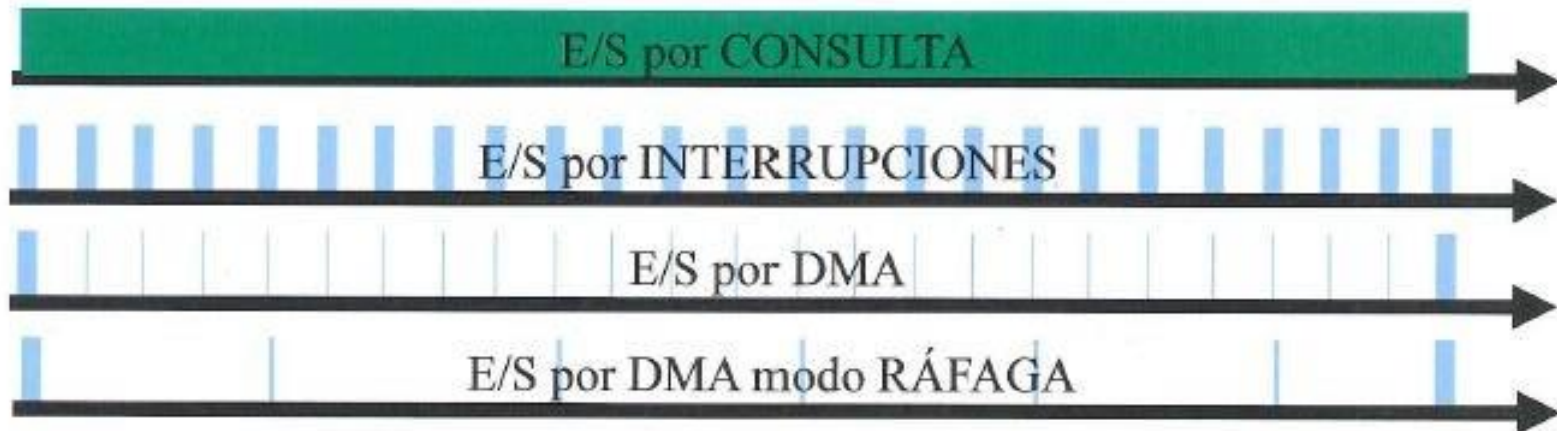 E/S por CONSULTA
E/S por INTERRUPCIONES
E/S por DMA
E/S por DMA modo RÁFAGA